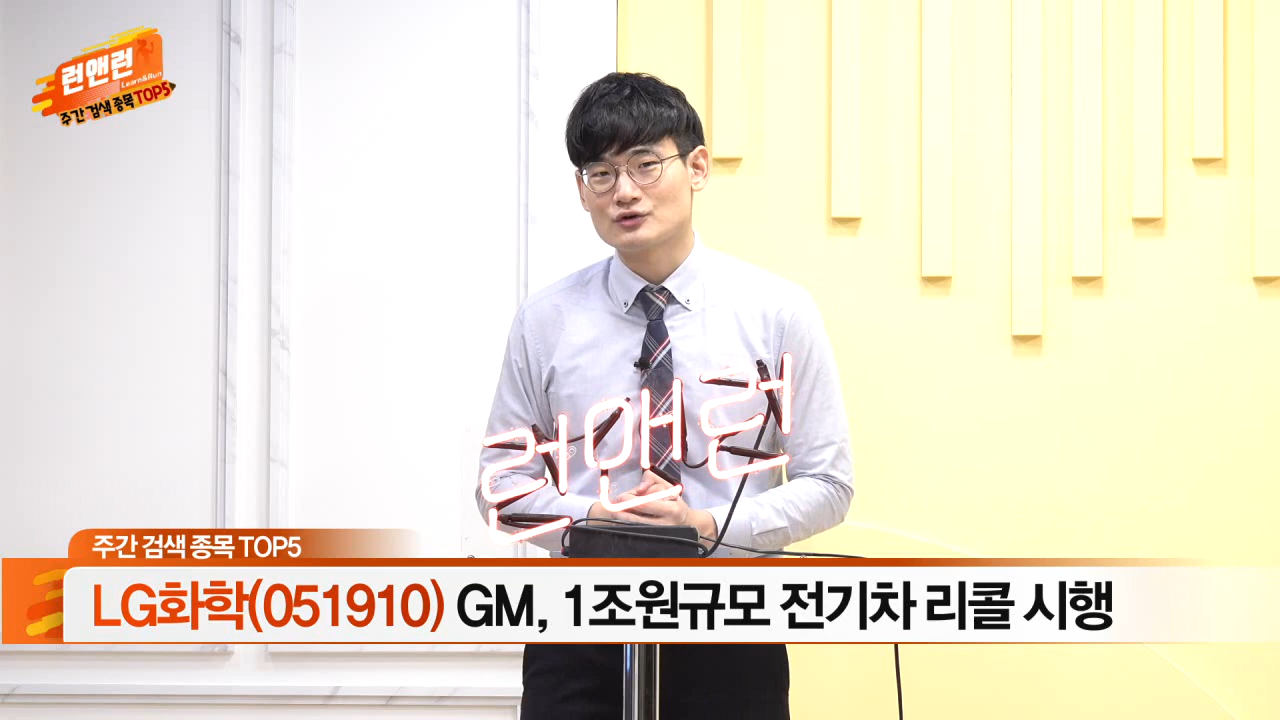 런앤런
Learn&Run
주간 검색 종목 TOP5
런앤런
주간 검색 종목 TOP5
LG화학(051910) GM, 1조원규모 전기차 리콜 시행